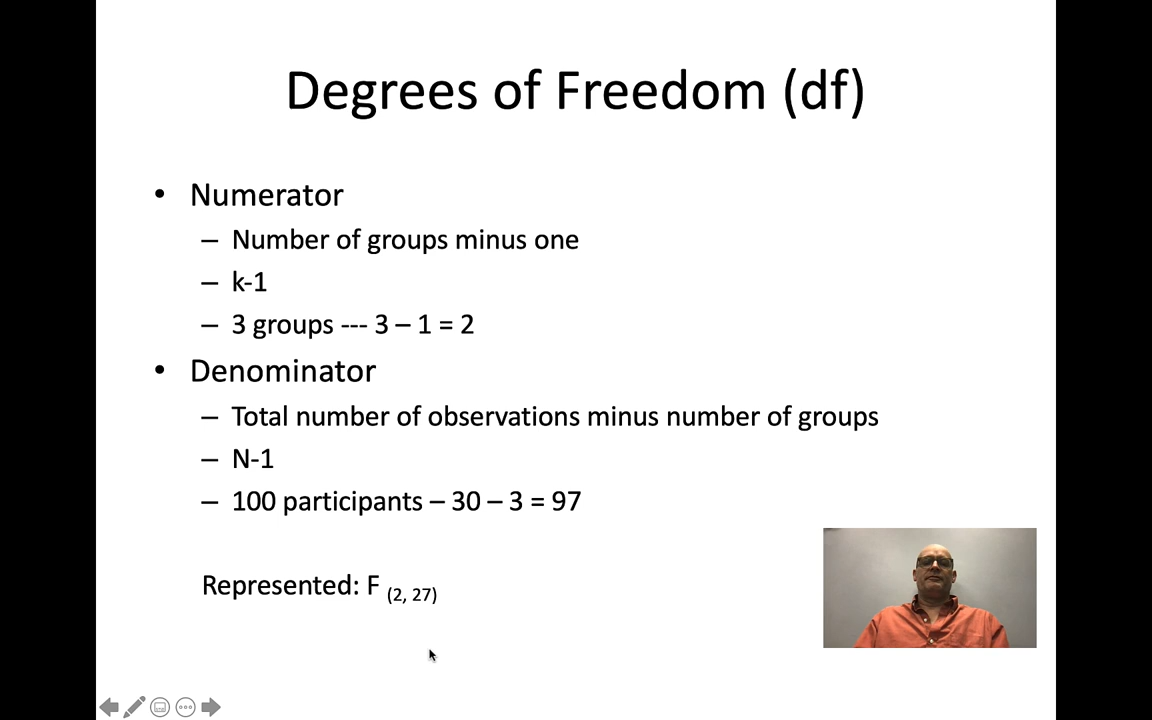 Degrees of Freedom (df)
• Numerator
– Number of groups minus one
– k-1
– 3 groups --- 3 – 1 = 2
• Denominator
– Total number of observations minus number of groups
– N-1
– 100 participants – 30 – 3 = 97
Represented: F (2, 27)